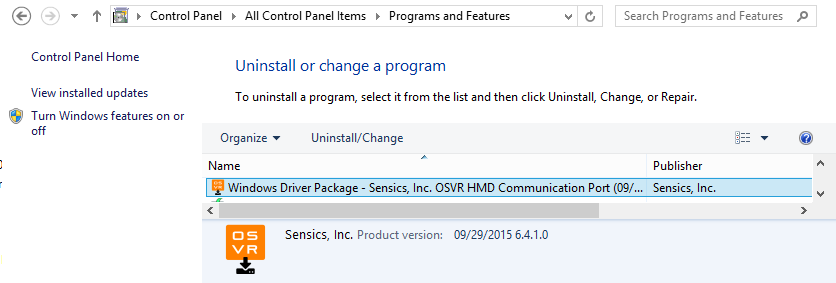 Control Panel All Control Panel Items Programs and Features Search Programs and Features
Control Panel Home
View installed updates
Turn Windows features on or
off
Uninstall or change a program
To uninstall a program, select it from the list and then click Uninstall, Change, or Repair.
Organize Uninstall/Change
Name Publisher
Windows Driver Package - Sensics, Inc. OSVR HMD Communication Port (09/... Sensics, Inc.
OS
VR
Sensics, Inc. Product version: 09/29/2015 6.4.1.0